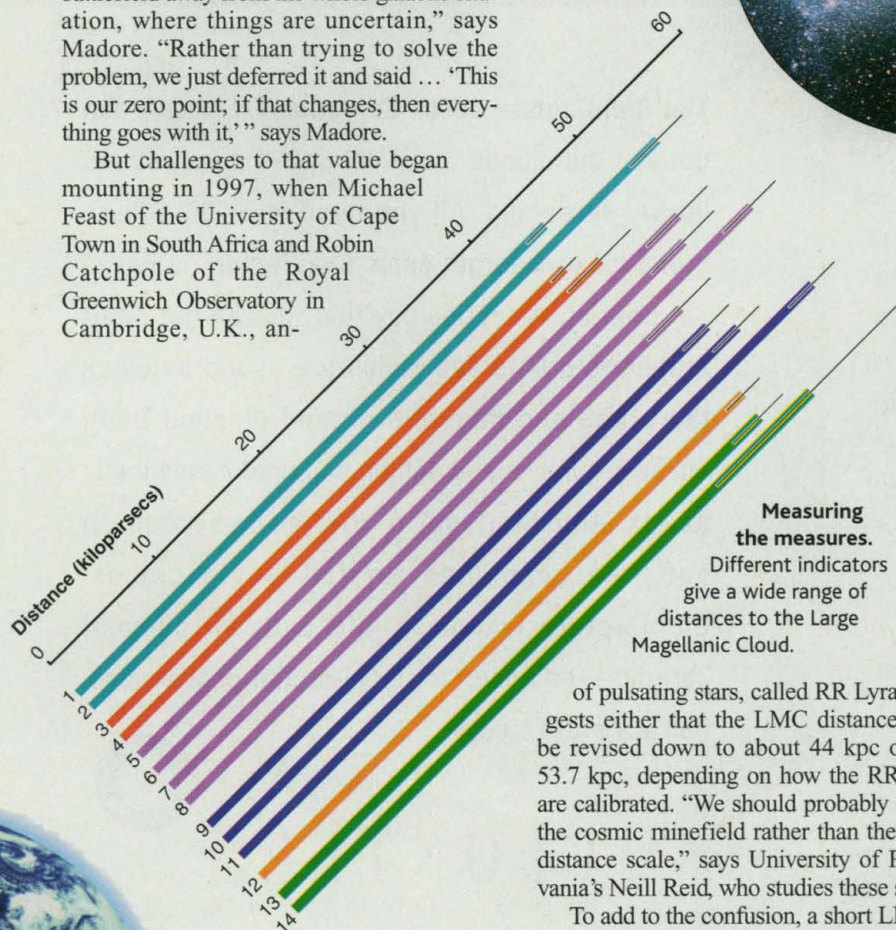 ation, where things are uncertain,” says
Madore. “Rather than trying to solve the
problem, we just deferred it and said … ‘This
is our zero point; if that changes, then every-
thing goes with it,’ ” says Madore.
But challenges to that value began
mounting in 1997, when Michael
Feast of the University of Cape
Town in South Africa and Robin
Catchpole of the Royal
Greenwich Observatory in
Cambridge, U.K., an-
Distance (kiloparsecs)
0
10
20
30
40
50
60
1
2
3
4
5
6
7
8
9
10
11
12
13
14
Measuring
the measures.
Different indicators
give a wide range of
distances to the Large
Magellanic Cloud.
of pulsating stars, called RR Lyra
gests either that the LMC distance
be revised down to about 44 kpc
53.7 kpc, depending on how the RR
are calibrated. “We should probably
the cosmic minefield rather than the
distance scale,” says University of
vania’s Neill Reid, who studies these
To add to the confusion, a short